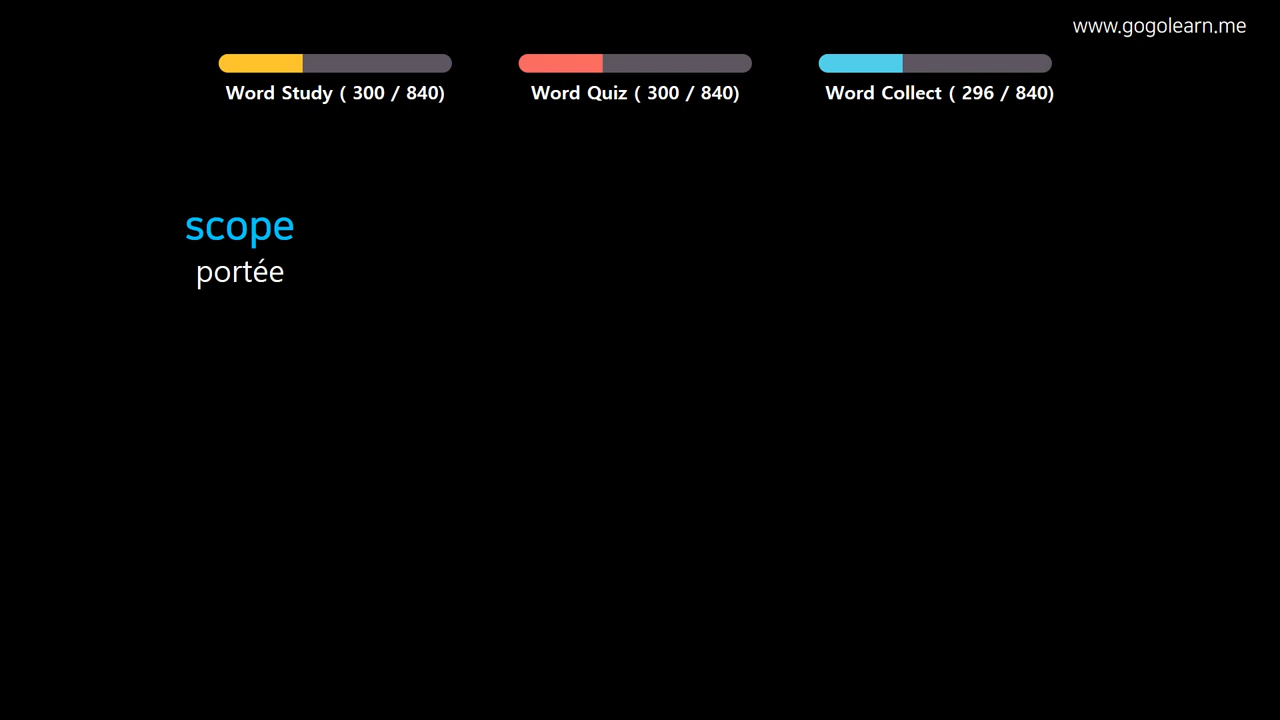 www.gogolearn.me
Word Study ( 300 / 840)
Word Quiz ( 300 / 840)
Word Collect ( 296 / 840)
scope
portée